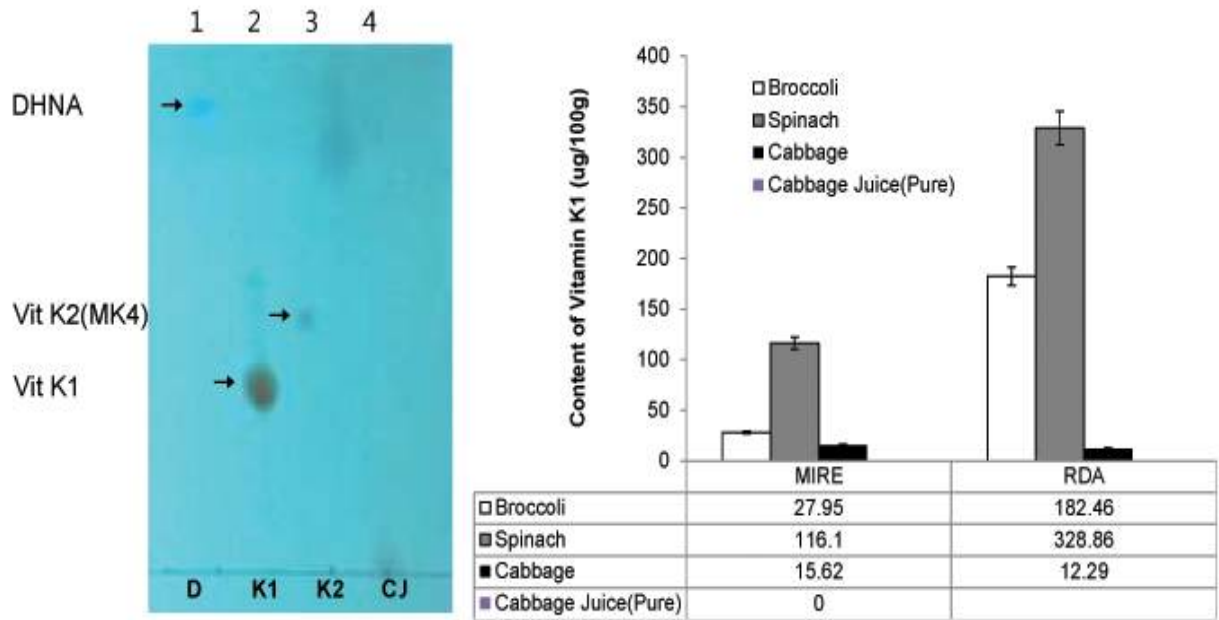 1 2 3 4
DHNA
Vit K2(MK4)
Vit K1
D K1 K2 CJ
Content of Vitamin K1 (ug/100g)
400
350
300
250
200
150
100
50
0
Broccoli
Spinach
Cabbage
Cabbage Juice(Pure)
MIRE RDA
Broccoli 27.95 182.46
Spinach 116.1 328.86
Cabbage 15.62 12.29
Cabbage Juice(Pure) 0